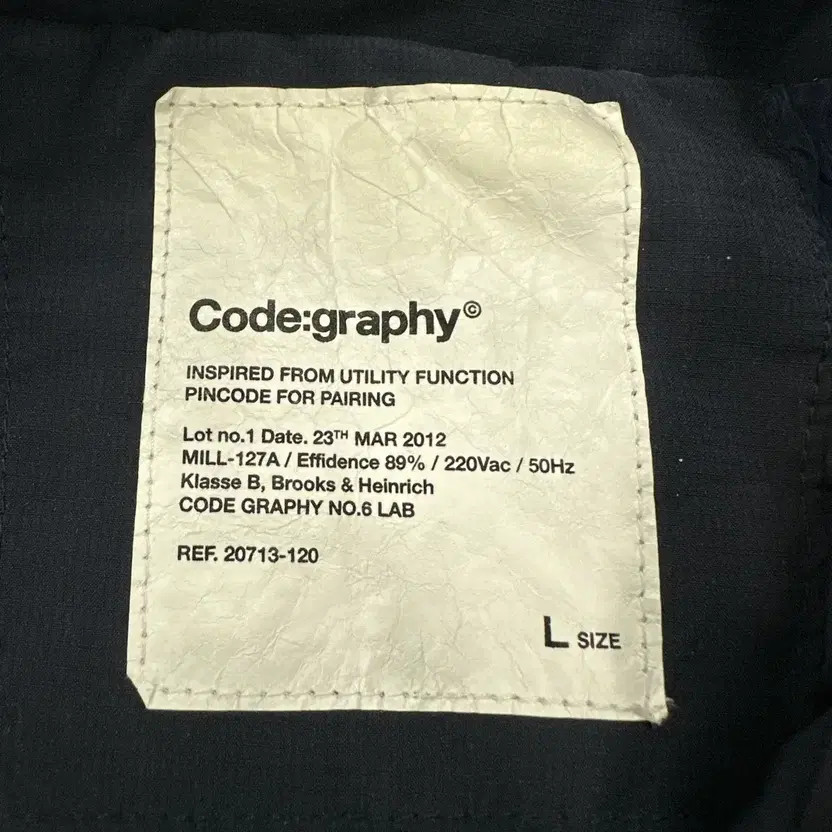 Code:graphy©
INSPIRED FROM UTILITY FUNCTION
PINCODE FOR PAIRING
Lot no.1 Date. 23TH MAR 2012
MILL-127A / Effidence 89% / 220Vac / 50Hz
Klasse B, Brooks & Heinrich
CODE GRAPHY NO.6 LAB
REF. 20713-120
L SIZE